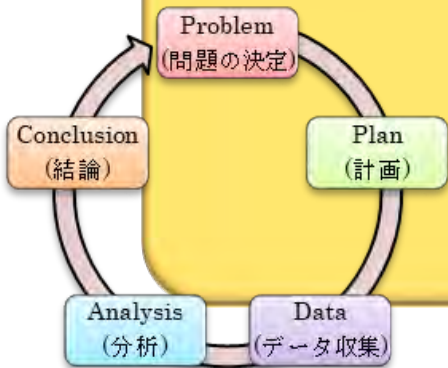 Problem
(問題の決定)
Plan
(計画)
Data
(データ収集)
Analysis
(分析)
Conclusion
(結論)